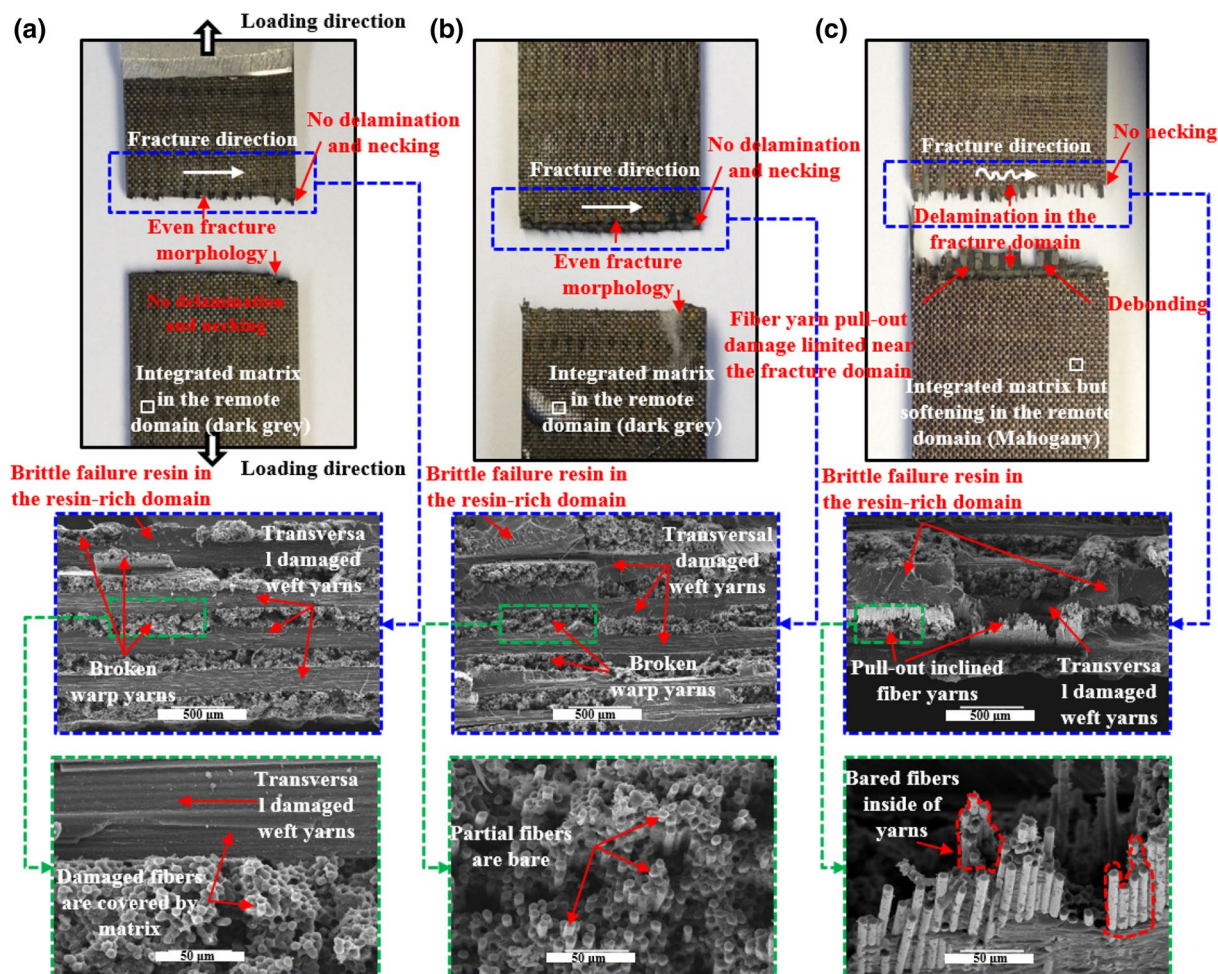 (a)
Loading direction
Fracture direction
No delamination
and necking
Even fracture
morphology
No delamination
and necking
Integrated matrix
in the remote
domain (dark grey)
Loading direction
Brittle failure resin in
the resin-rich domain
Transversa
l damaged
weft yarns
Broken
warp yarns
500 µm
Transversa
l damaged
weft yarns
Damaged fibers
are covered by
matrix
50 µm
(b)
Fracture direction
No delamination
and necking
Even fracture
morphology
Fiber yarn pull-out
damage limited near
the fracture domain
Integrated matrix
in the remote
domain (dark grey)
Brittle failure resin in
the resin-rich domain
Transversal
damaged
weft yarns
Broken
warp yarns
500 µm
Partial fibers
are bare
50 µm
(c)
No necking
Fracture direction
Delamination in the
fracture domain
Debonding
Integrated matrix but
softening in the remote
domain (Mahogany)
Brittle failure resin in
the resin-rich domain
Pull-out inclined
fiber yarns
Transversa
l damaged
weft yarns
500 µm
Bared fibers
inside of
yarns
50 µm